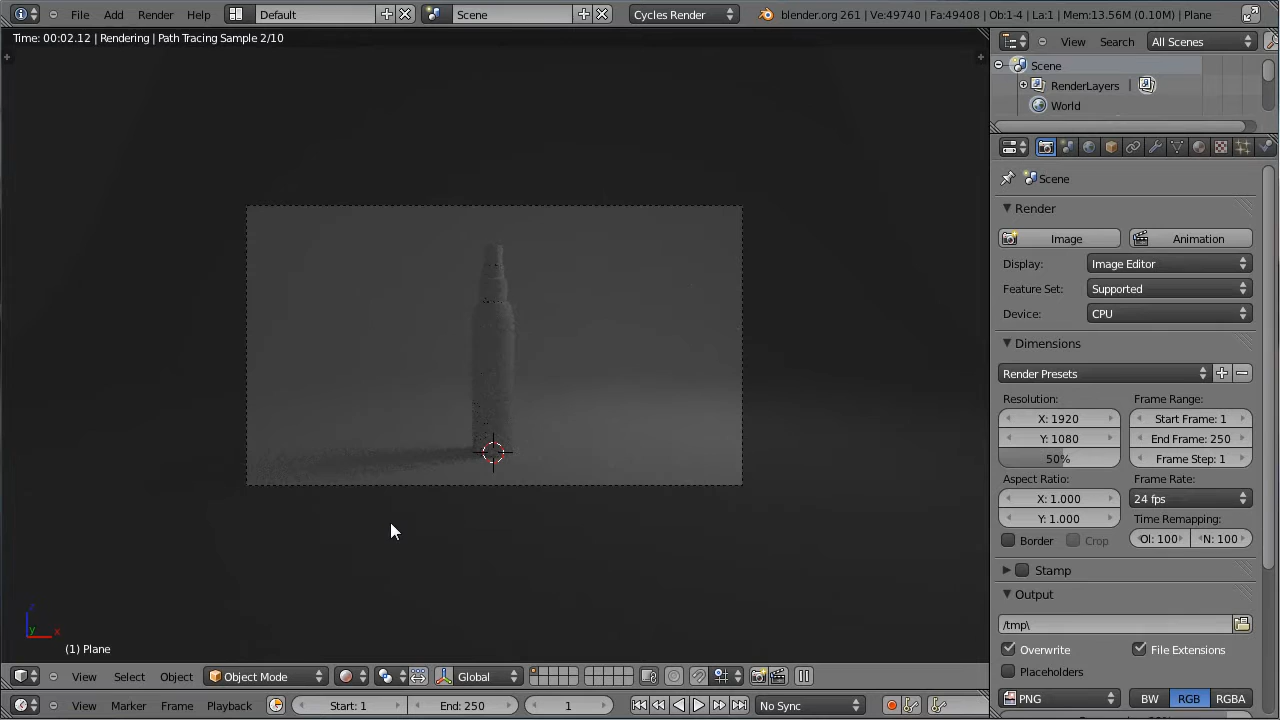 File Add Render Help Default Scene Cycles Render blender.org 261 | Ve:49740 | Fa:49408 | Ob:1-4 | La:1 | Mem:13.56M (0.10M) | Plane
Time: 00:02.12 | Rendering | Path Tracing Sample 2/10
View Search All Scenes
Scene
RenderLayers
World
Scene
Render
Image Animation
Display: Image Editor
Feature Set: Supported
Device: CPU
Dimensions
Render Presets
Resolution: Frame Range:
X: 1920 Start Frame: 1
Y: 1080 End Frame: 250
50% Frame Step: 1
Aspect Ratio: Frame Rate:
X: 1.000 24 fps
Y: 1.000 Time Remapping:
Border Crop Ol: 100 N: 100
Stamp
Output
/tmp\
Overwrite File Extensions
Placeholders
PNG BW RGB RGBA
z
y x
(1) Plane
View Select Object Object Mode Global
View Marker Frame Playback Start: 1 End: 250 1 No Sync